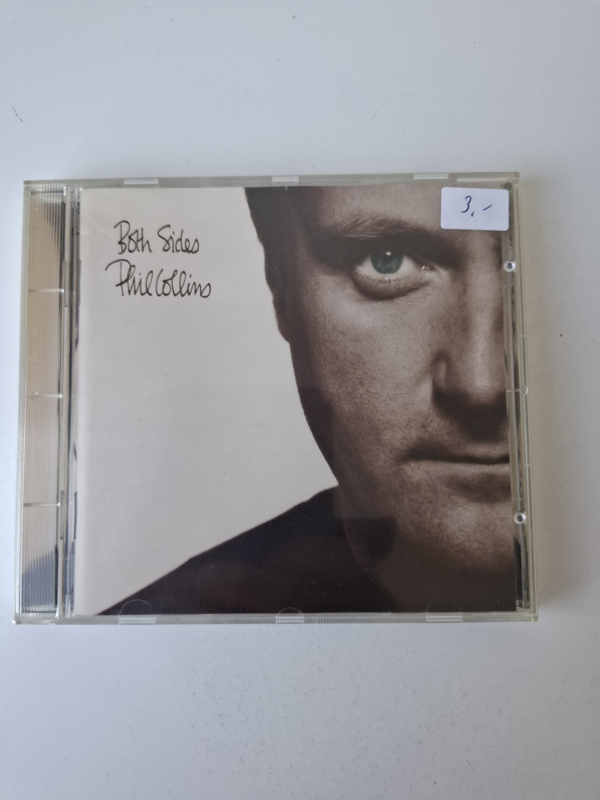 Both Sides
Phil Collins
3,-